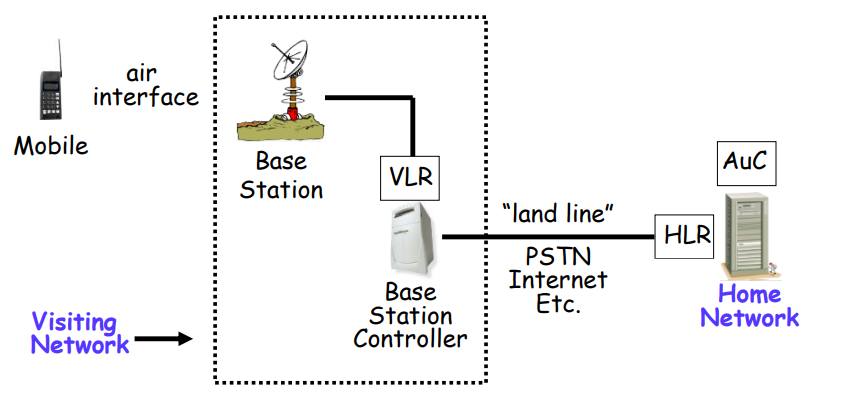 air
interface
Mobile
Base
Station
VLR
Base
Station
Controller
Visiting
Network
“land line”
PSTN
Internet
Etc.
AuC
HLR
Home
Network